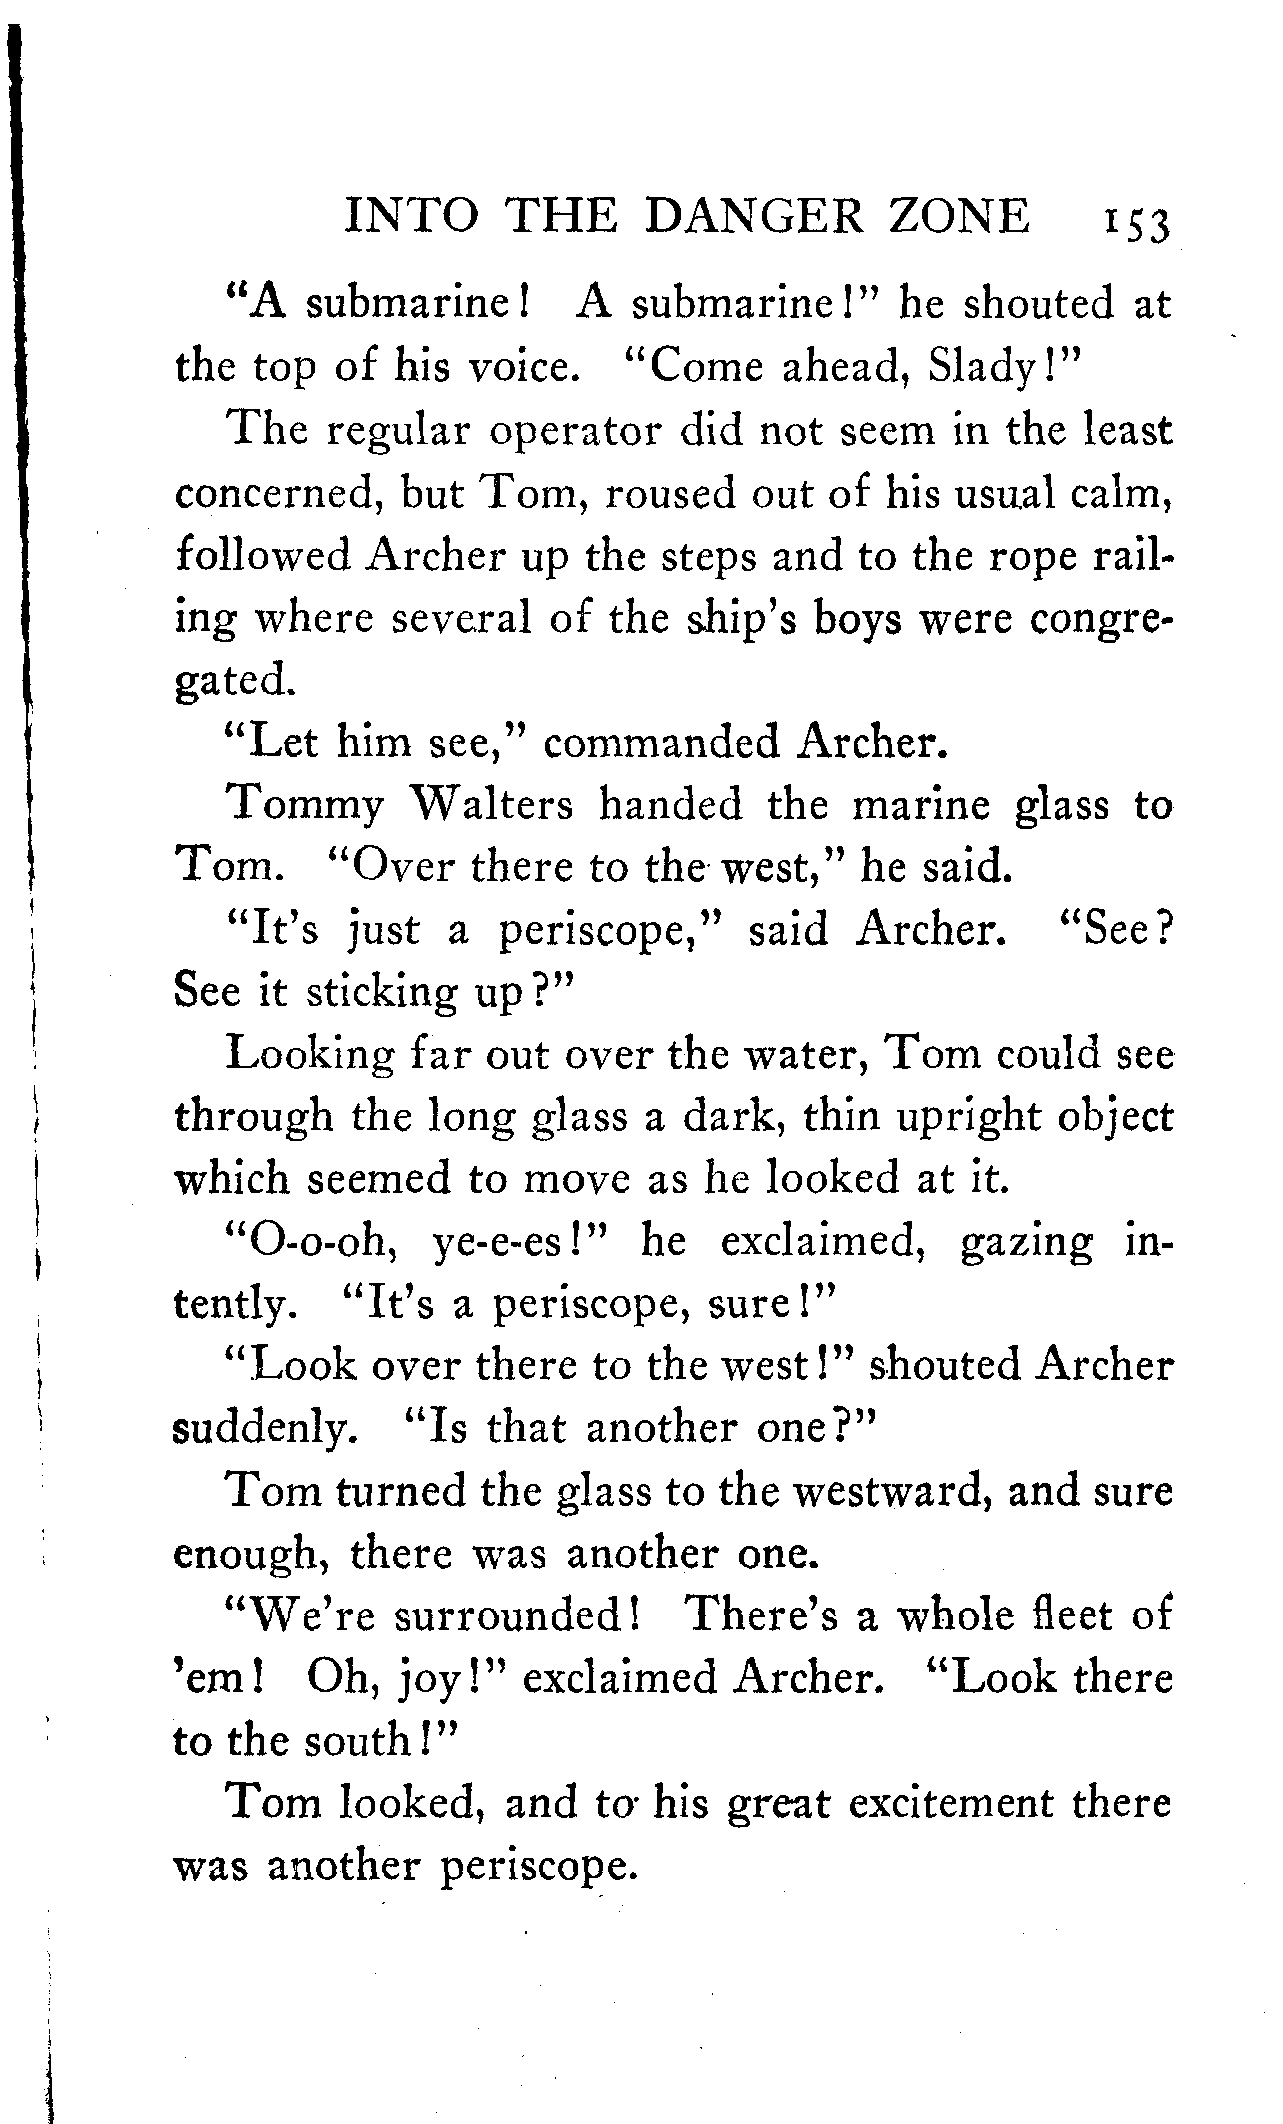 INTO THE DANGER ZONE 153
"A submarine! A submarine!" he shouted at
the top of his voice. "Come ahead, Slady!"
The regular operator did not seem in the least
concerned, but Tom, roused out of his usual calm,
followed Archer up the steps and to the rope rail-
ing where several of the ship's boys were congre-
gated.
"Let him see," commanded Archer.
Tommy Walters handed the marine glass to
Tom. "Over there to the west," he said.
"It's just a periscope," said Archer. "See?
See it sticking up?"
Looking far out over the water, Tom could see
through the long glass a dark, thin upright object
which seemed to move as he looked at it.
"O-o-oh, ye-e-es!" he exclaimed, gazing in-
tently. "It's a periscope, sure!"
"Look over there to the west!" shouted Archer
suddenly. "Is that another one?"
Tom turned the glass to the westward, and sure
enough, there was another one.
"We're surrounded! There's a whole fleet of
'em! Oh, joy!" exclaimed Archer. "Look there
to the south!"
Tom looked, and to his great excitement there
was another periscope.